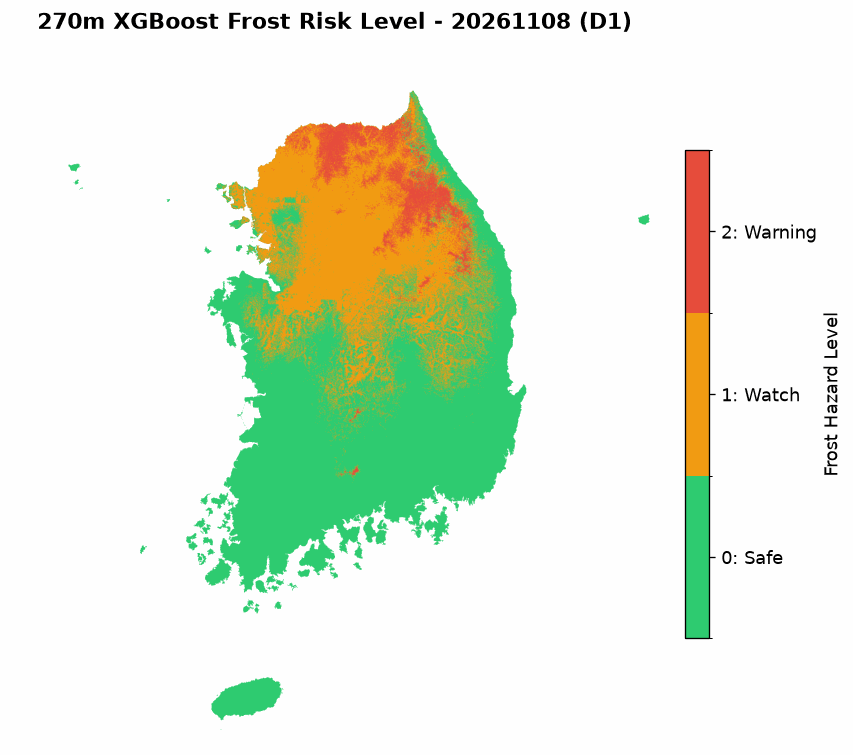 270m XGBoost Frost Risk Level - 20261108 (D1)
2: Warning
1: Watch
0: Safe
Frost Hazard Level